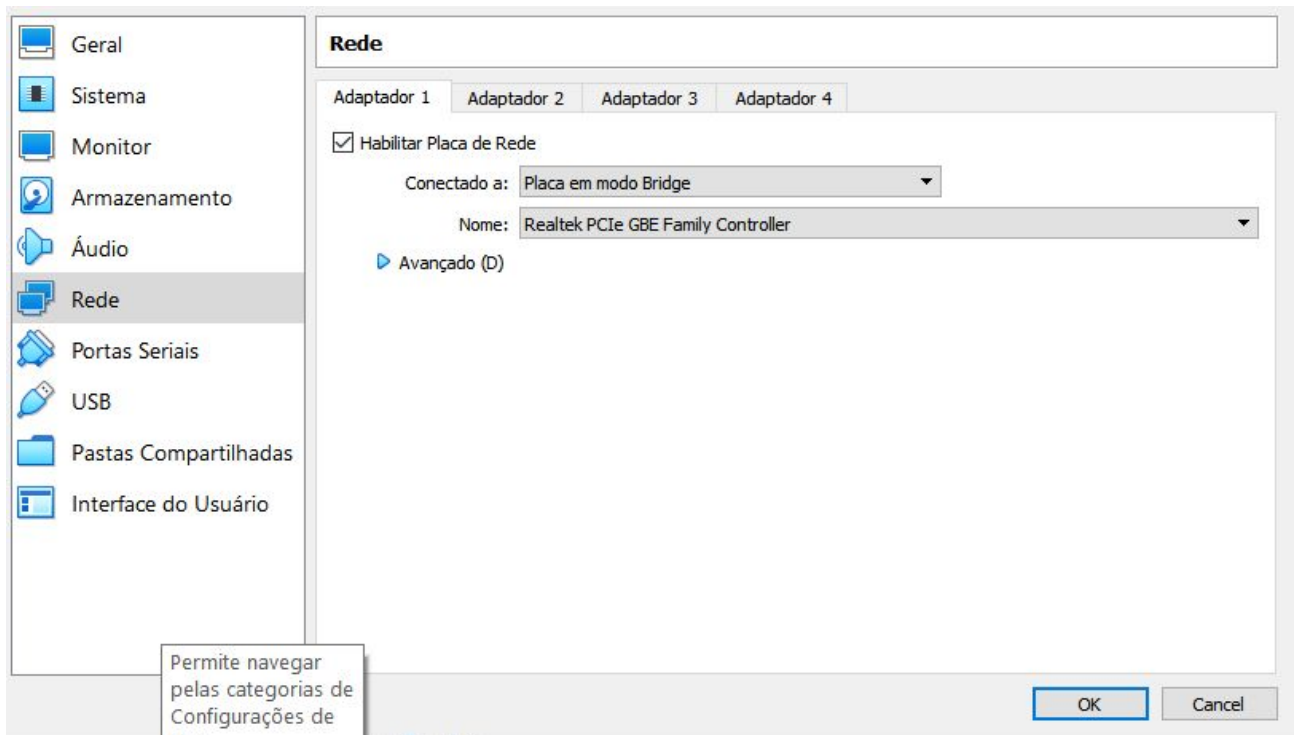 Geral
Sistema
Monitor
Armazenamento
Áudio
Rede
Portas Seriais
USB
Pastas Compartilhadas
Interface do Usuário
Permite navegar
pelas categorias de
Configurações de
Rede
Adaptador 1 Adaptador 2 Adaptador 3 Adaptador 4
Habilitar Placa de Rede
Conectado a: Placa em modo Bridge
Nome: Realtek PCIe GBE Family Controller
Avançado (D)
OK Cancel